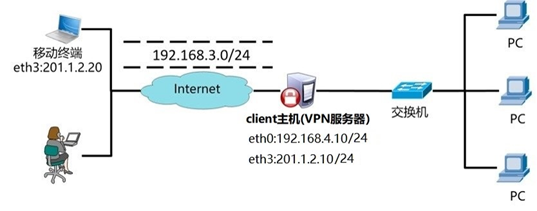 移动终端
eth3:201.1.2.20
192.168.3.0/24
Internet
client主机(VPN服务器)
eth0:192.168.4.10/24
eth3:201.1.2.10/24
交换机
PC
PC
PC